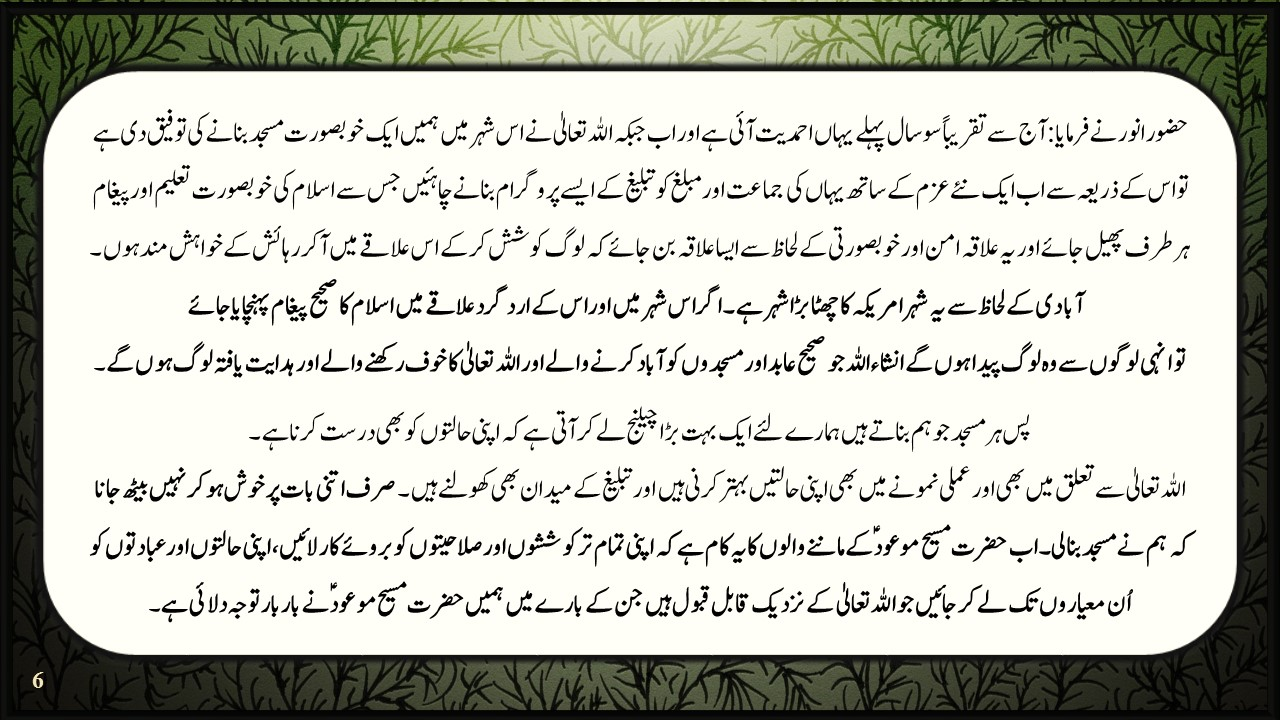 حضور انور نے فرمایا: آج سے تقریباً سو سال پہلے یہاں احمدیت آئی ہے اور اب جبکہ اللہ تعالیٰ نے اس شہر میں ہمیں ایک خوبصورت مسجد بنانے کی توفیق دی ہے
تو اس کے ذریعہ سے اب ایک نئے عزم کے ساتھ یہاں کی جماعت اور مبلغ کو تبلیغ کے ایسے پروگرام بنانے چاہئیں جس سے اسلام کی خوبصورت تعلیم اور پیغام
ہر طرف پھیل جائے اور یہ علاقہ امن اور خوبصورتی کے لحاظ سے ایسا علاقہ بن جائے کہ لوگ کوشش کر کے اس علاقے میں آکر رہائش کے خواہش مند ہوں۔
آبادی کے لحاظ سے یہ شہر امریکہ کا چھٹا بڑا شہر ہے۔ اگر اس شہر میں اور اس کے ارد گرد علاقے میں اسلام کا صحیح پیغام پہنچایا جائے
تو انہی لوگوں سے وہ لوگ پیدا ہوں گے انشاء اللہ جو صحیح عابد اور مسجدوں کو آباد کرنے والے اور اللہ تعالیٰ کا خوف رکھنے والے اور ہدایت یافتہ لوگ ہوں گے۔
پس ہر مسجد جو ہم بناتے ہیں ہمارے لئے ایک بہت بڑا چیلنج لے کر آتی ہے کہ اپنی حالتوں کو بھی درست کرنا ہے۔
اللہ تعالیٰ سے تعلق میں بھی اور عملی نمونے میں بھی اپنی حالتیں بہتر کرنی ہیں اور تبلیغ کے میدان بھی کھولنے ہیں۔ صرف اتنی بات پر خوش ہو کر نہیں بیٹھ جانا
کہ ہم نے مسجد بنالی۔ اب حضرت مسیح موعودؑ کے ماننے والوں کا یہ کام ہے کہ اپنی تمام تر کوششوں اور صلاحیتوں کو بروئے کار لائیں، اپنی حالتوں اور عبادتوں کو
اُن معیاروں تک لے کر جائیں جو اللہ تعالیٰ کے نزدیک قابل قبول ہیں جن کے بارے میں ہمیں حضرت مسیح موعودؑ نے بار بار توجہ دلائی ہے۔
6